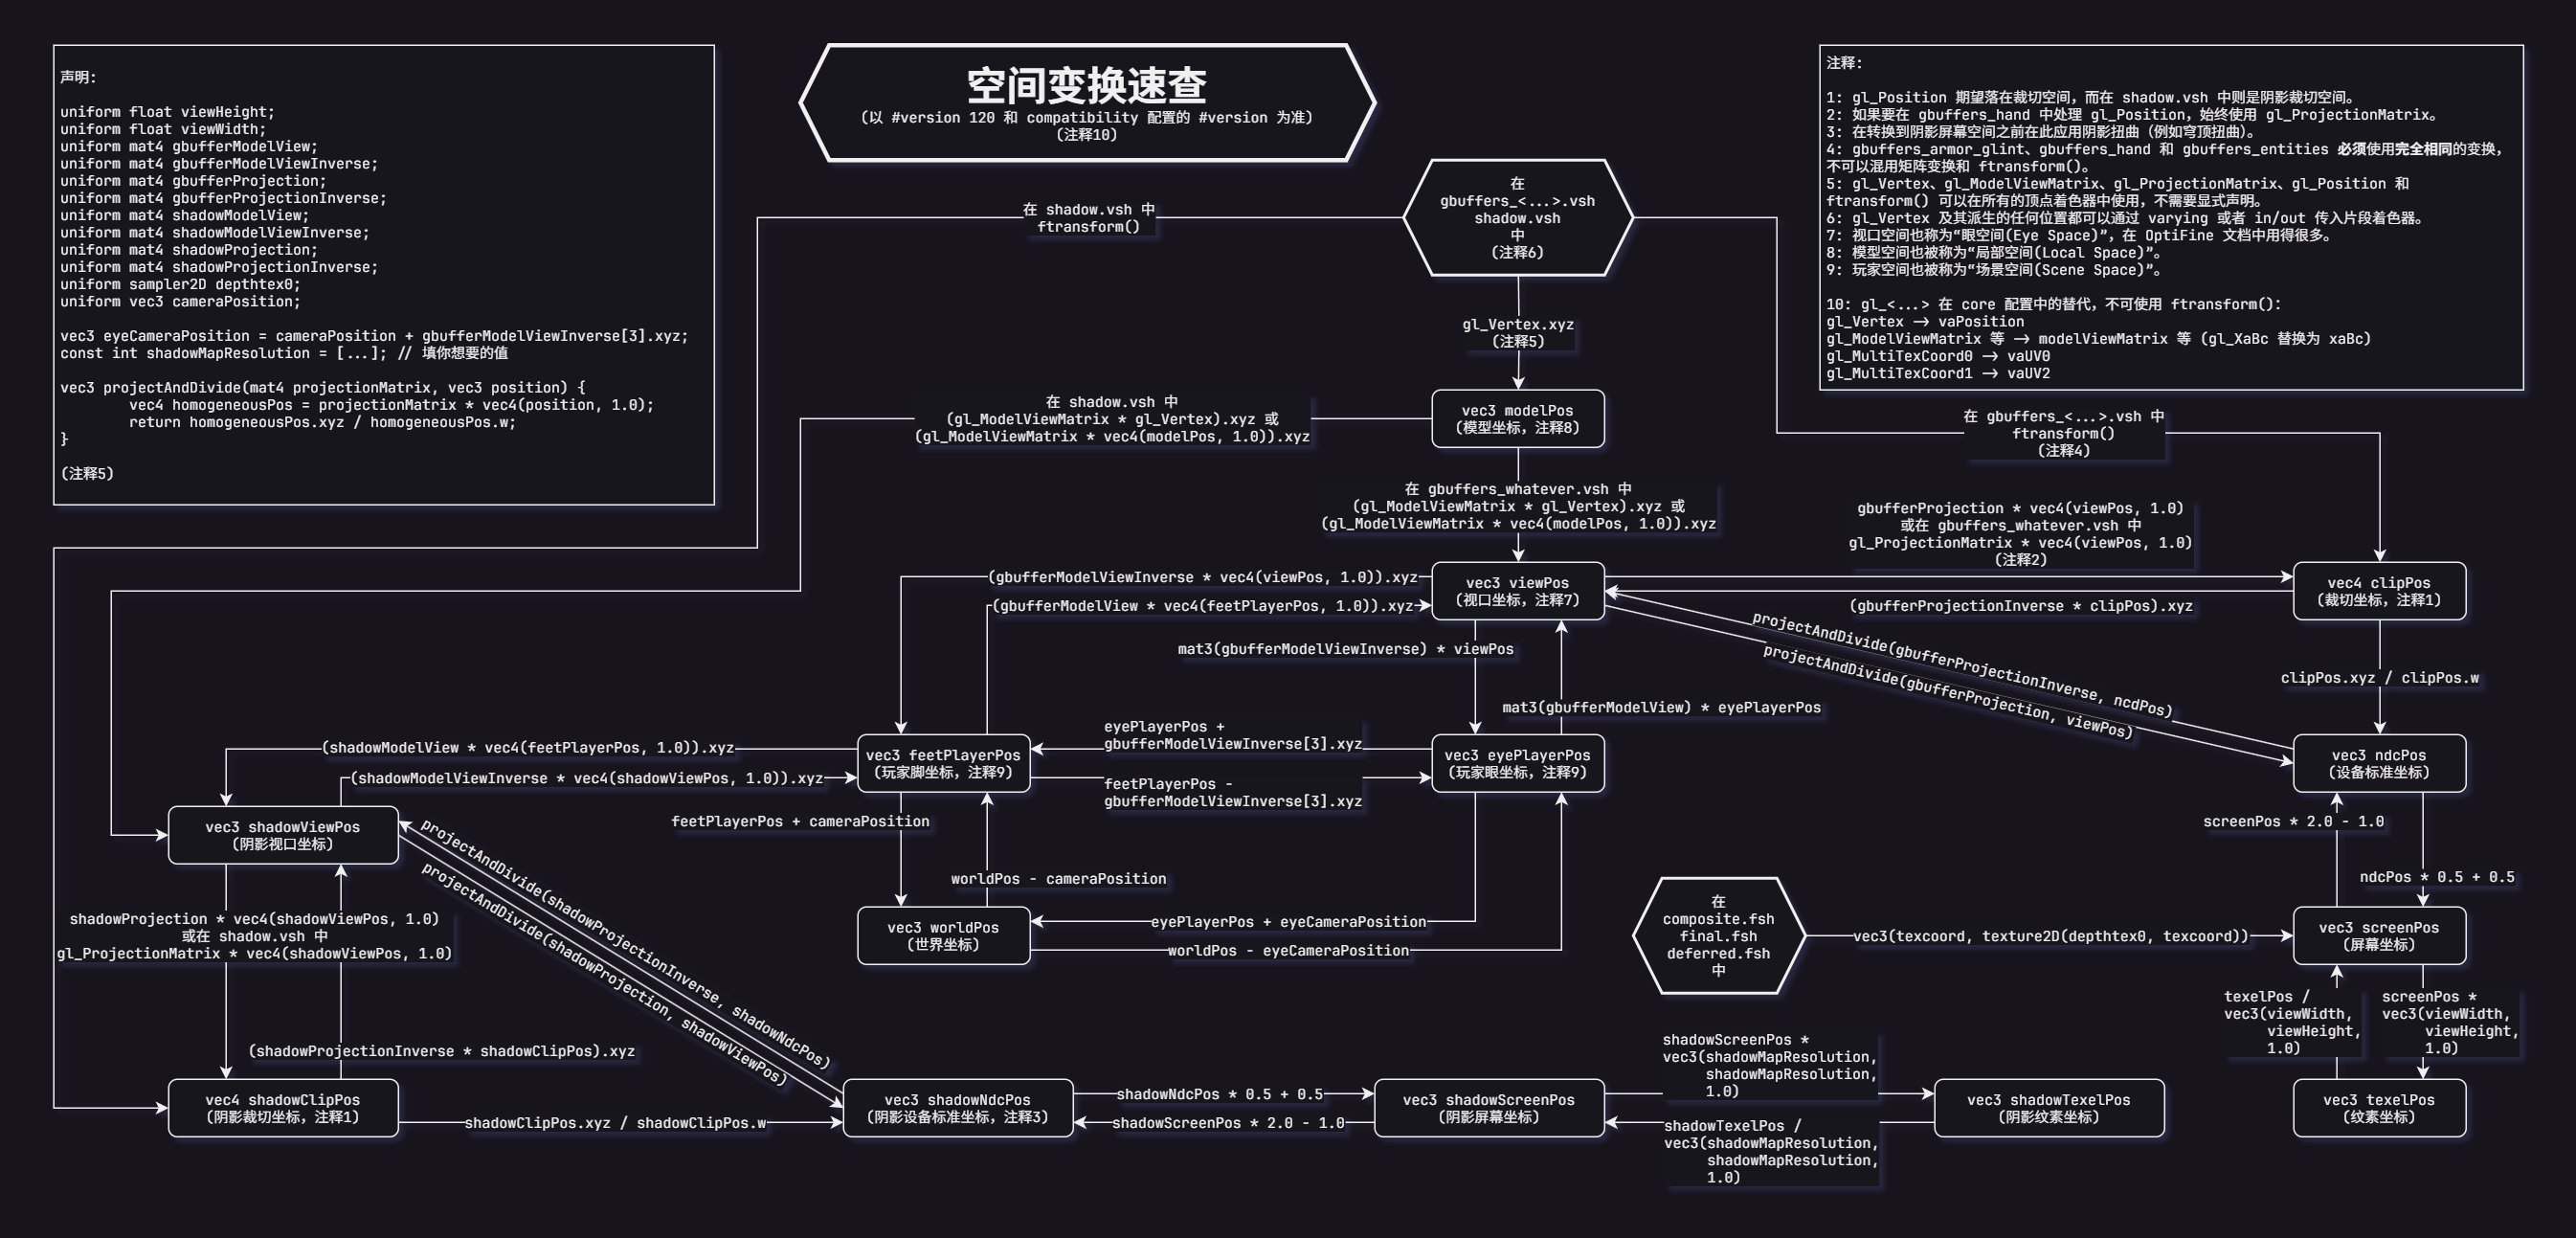 声明:
uniform float viewHeight;
uniform float viewWidth;
uniform mat4 gbufferModelView;
uniform mat4 gbufferModelViewInverse;
uniform mat4 gbufferProjection;
uniform mat4 gbufferProjectionInverse;
uniform mat4 shadowModelView;
uniform mat4 shadowModelViewInverse;
uniform mat4 shadowProjection;
uniform mat4 shadowProjectionInverse;
uniform sampler2D depthtex0;
uniform vec3 cameraPosition;
vec3 eyeCameraPosition = cameraPosition + gbufferModelViewInverse[3].xyz;
const int shadowMapResolution = [...]; // 填你想要的值
vec3 projectAndDivide(mat4 projectionMatrix, vec3 position) {
vec4 homogeneousPos = projectionMatrix * vec4(position, 1.0);
return homogeneousPos.xyz / homogeneousPos.w;
}
(注释5)
空间变换速查
(以 #version 120 和 compatibility 配置的 #version 为准)
(注释10)
注释:
1: gl_Position 期望落在裁切空间，而在 shadow.vsh 中则是阴影裁切空间。
2: 如果要在 gbuffers_hand 中处理 gl_Position，始终使用 gl_ProjectionMatrix。
3: 在转换到阴影屏幕空间之前在此应用阴影扭曲（例如穹顶扭曲）。
4: gbuffers_armor_glint、gbuffers_hand 和 gbuffers_entities 必须使用完全相同的变换，
不可以混用矩阵变换和 ftransform()。
5: gl_Vertex、gl_ModelViewMatrix、gl_ProjectionMatrix、gl_Position 和
ftransform() 可以在所有的顶点着色器中使用，不需要显式声明。
6: gl_Vertex 及其派生的任何位置都可以通过 varying 或者 in/out 传入片段着色器。
7: 视口空间也称为“眼空间(Eye Space)”，在 OptiFine 文档中用得很多。
8: 模型空间也被称为“局部空间(Local Space)”。
9: 玩家空间也被称为“场景空间(Scene Space)”。
10: gl_<...> 在 core 配置中的替代，不可使用 ftransform():
gl_Vertex -> vaPosition
gl_ModelViewMatrix 等 -> modelViewMatrix 等 (gl_XaBc 替换为 xaBc)
gl_MultiTexCoord0 -> vaUV0
gl_MultiTexCoord1 -> vaUV2
在
gbuffers_<...>.vsh
shadow.vsh
中
(注释6)
在 shadow.vsh 中
ftransform()
gl_Vertex.xyz
(注释5)
vec3 modelPos
(模型坐标，注释8)
在 shadow.vsh 中
(gl_ModelViewMatrix * gl_Vertex).xyz 或
(gl_ModelViewMatrix * vec4(modelPos, 1.0)).xyz
在 gbuffers_<...>.vsh 中
ftransform()
(注释4)
在 gbuffers_whatever.vsh 中
(gl_ModelViewMatrix * gl_Vertex).xyz 或
(gl_ModelViewMatrix * vec4(modelPos, 1.0)).xyz
gbufferProjection * vec4(viewPos, 1.0)
或在 gbuffers_whatever.vsh 中
gl_ProjectionMatrix * vec4(viewPos, 1.0)
(注释2)
(gbufferModelViewInverse * vec4(viewPos, 1.0)).xyz
(gbufferModelView * vec4(feetPlayerPos, 1.0)).xyz
vec3 viewPos
(视口坐标，注释7)
(gbufferProjectionInverse * clipPos).xyz
vec4 clipPos
(裁切坐标，注释1)
projectAndDivide(gbufferProjectionInverse, ncdPos)
projectAndDivide(gbufferProjection, viewPos)
mat3(gbufferModelViewInverse) * viewPos
mat3(gbufferModelView) * eyePlayerPos
clipPos.xyz / clipPos.w
(shadowModelView * vec4(feetPlayerPos, 1.0)).xyz
(shadowModelViewInverse * vec4(shadowViewPos, 1.0)).xyz
vec3 feetPlayerPos
(玩家脚坐标，注释9)
eyePlayerPos +
gbufferModelViewInverse[3].xyz
feetPlayerPos -
gbufferModelViewInverse[3].xyz
vec3 eyePlayerPos
(玩家眼坐标，注释9)
vec3 ndcPos
(设备标准坐标)
vec3 shadowViewPos
(阴影视口坐标)
feetPlayerPos + cameraPosition
worldPos - cameraPosition
screenPos * 2.0 - 1.0
ndcPos * 0.5 + 0.5
projectAndDivide(shadowProjectionInverse, shadowNdcPos)
projectAndDivide(shadowProjection, shadowViewPos)
shadowProjection * vec4(shadowViewPos, 1.0)
或在 shadow.vsh 中
gl_ProjectionMatrix * vec4(shadowViewPos, 1.0)
vec3 worldPos
(世界坐标)
eyePlayerPos + eyeCameraPosition
worldPos - eyeCameraPosition
在
composite.fsh
final.fsh
deferred.fsh
中
vec3(texcoord, texture2D(depthtex0, texcoord))
vec3 screenPos
(屏幕坐标)
texelPos /
vec3(viewWidth,
viewHeight,
1.0)
screenPos *
vec3(viewWidth,
viewHeight,
1.0)
(shadowProjectionInverse * shadowClipPos).xyz
vec4 shadowClipPos
(阴影裁切坐标，注释1)
shadowClipPos.xyz / shadowClipPos.w
vec3 shadowNdcPos
(阴影设备标准坐标，注释3)
shadowNdcPos * 0.5 + 0.5
shadowScreenPos * 2.0 - 1.0
vec3 shadowScreenPos
(阴影屏幕坐标)
shadowScreenPos *
vec3(shadowMapResolution,
shadowMapResolution,
1.0)
shadowTexelPos /
vec3(shadowMapResolution,
shadowMapResolution,
1.0)
vec3 shadowTexelPos
(阴影纹素坐标)
vec3 texelPos
(纹素坐标)